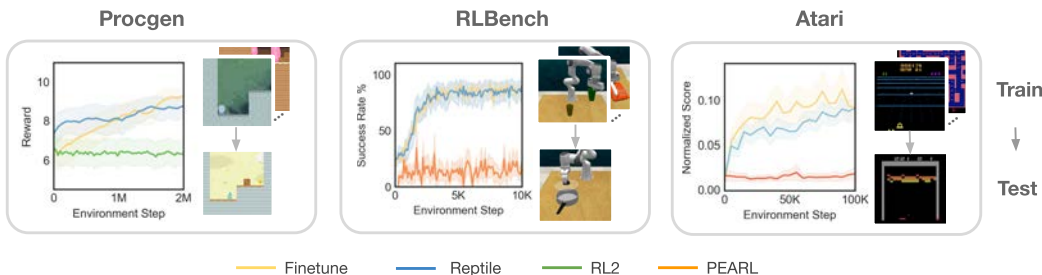 Procgen
RLBench
Atari
Reward
10
8
6
0
1M
2M
Environment Step
Success Rate %
100
50
0
0
5K
10K
Environment Step
Normalized Score
0.10
0.05
0.00
0
50K
100K
Environment Step
Train
Test
Finetune
Reptile
RL2
PEARL